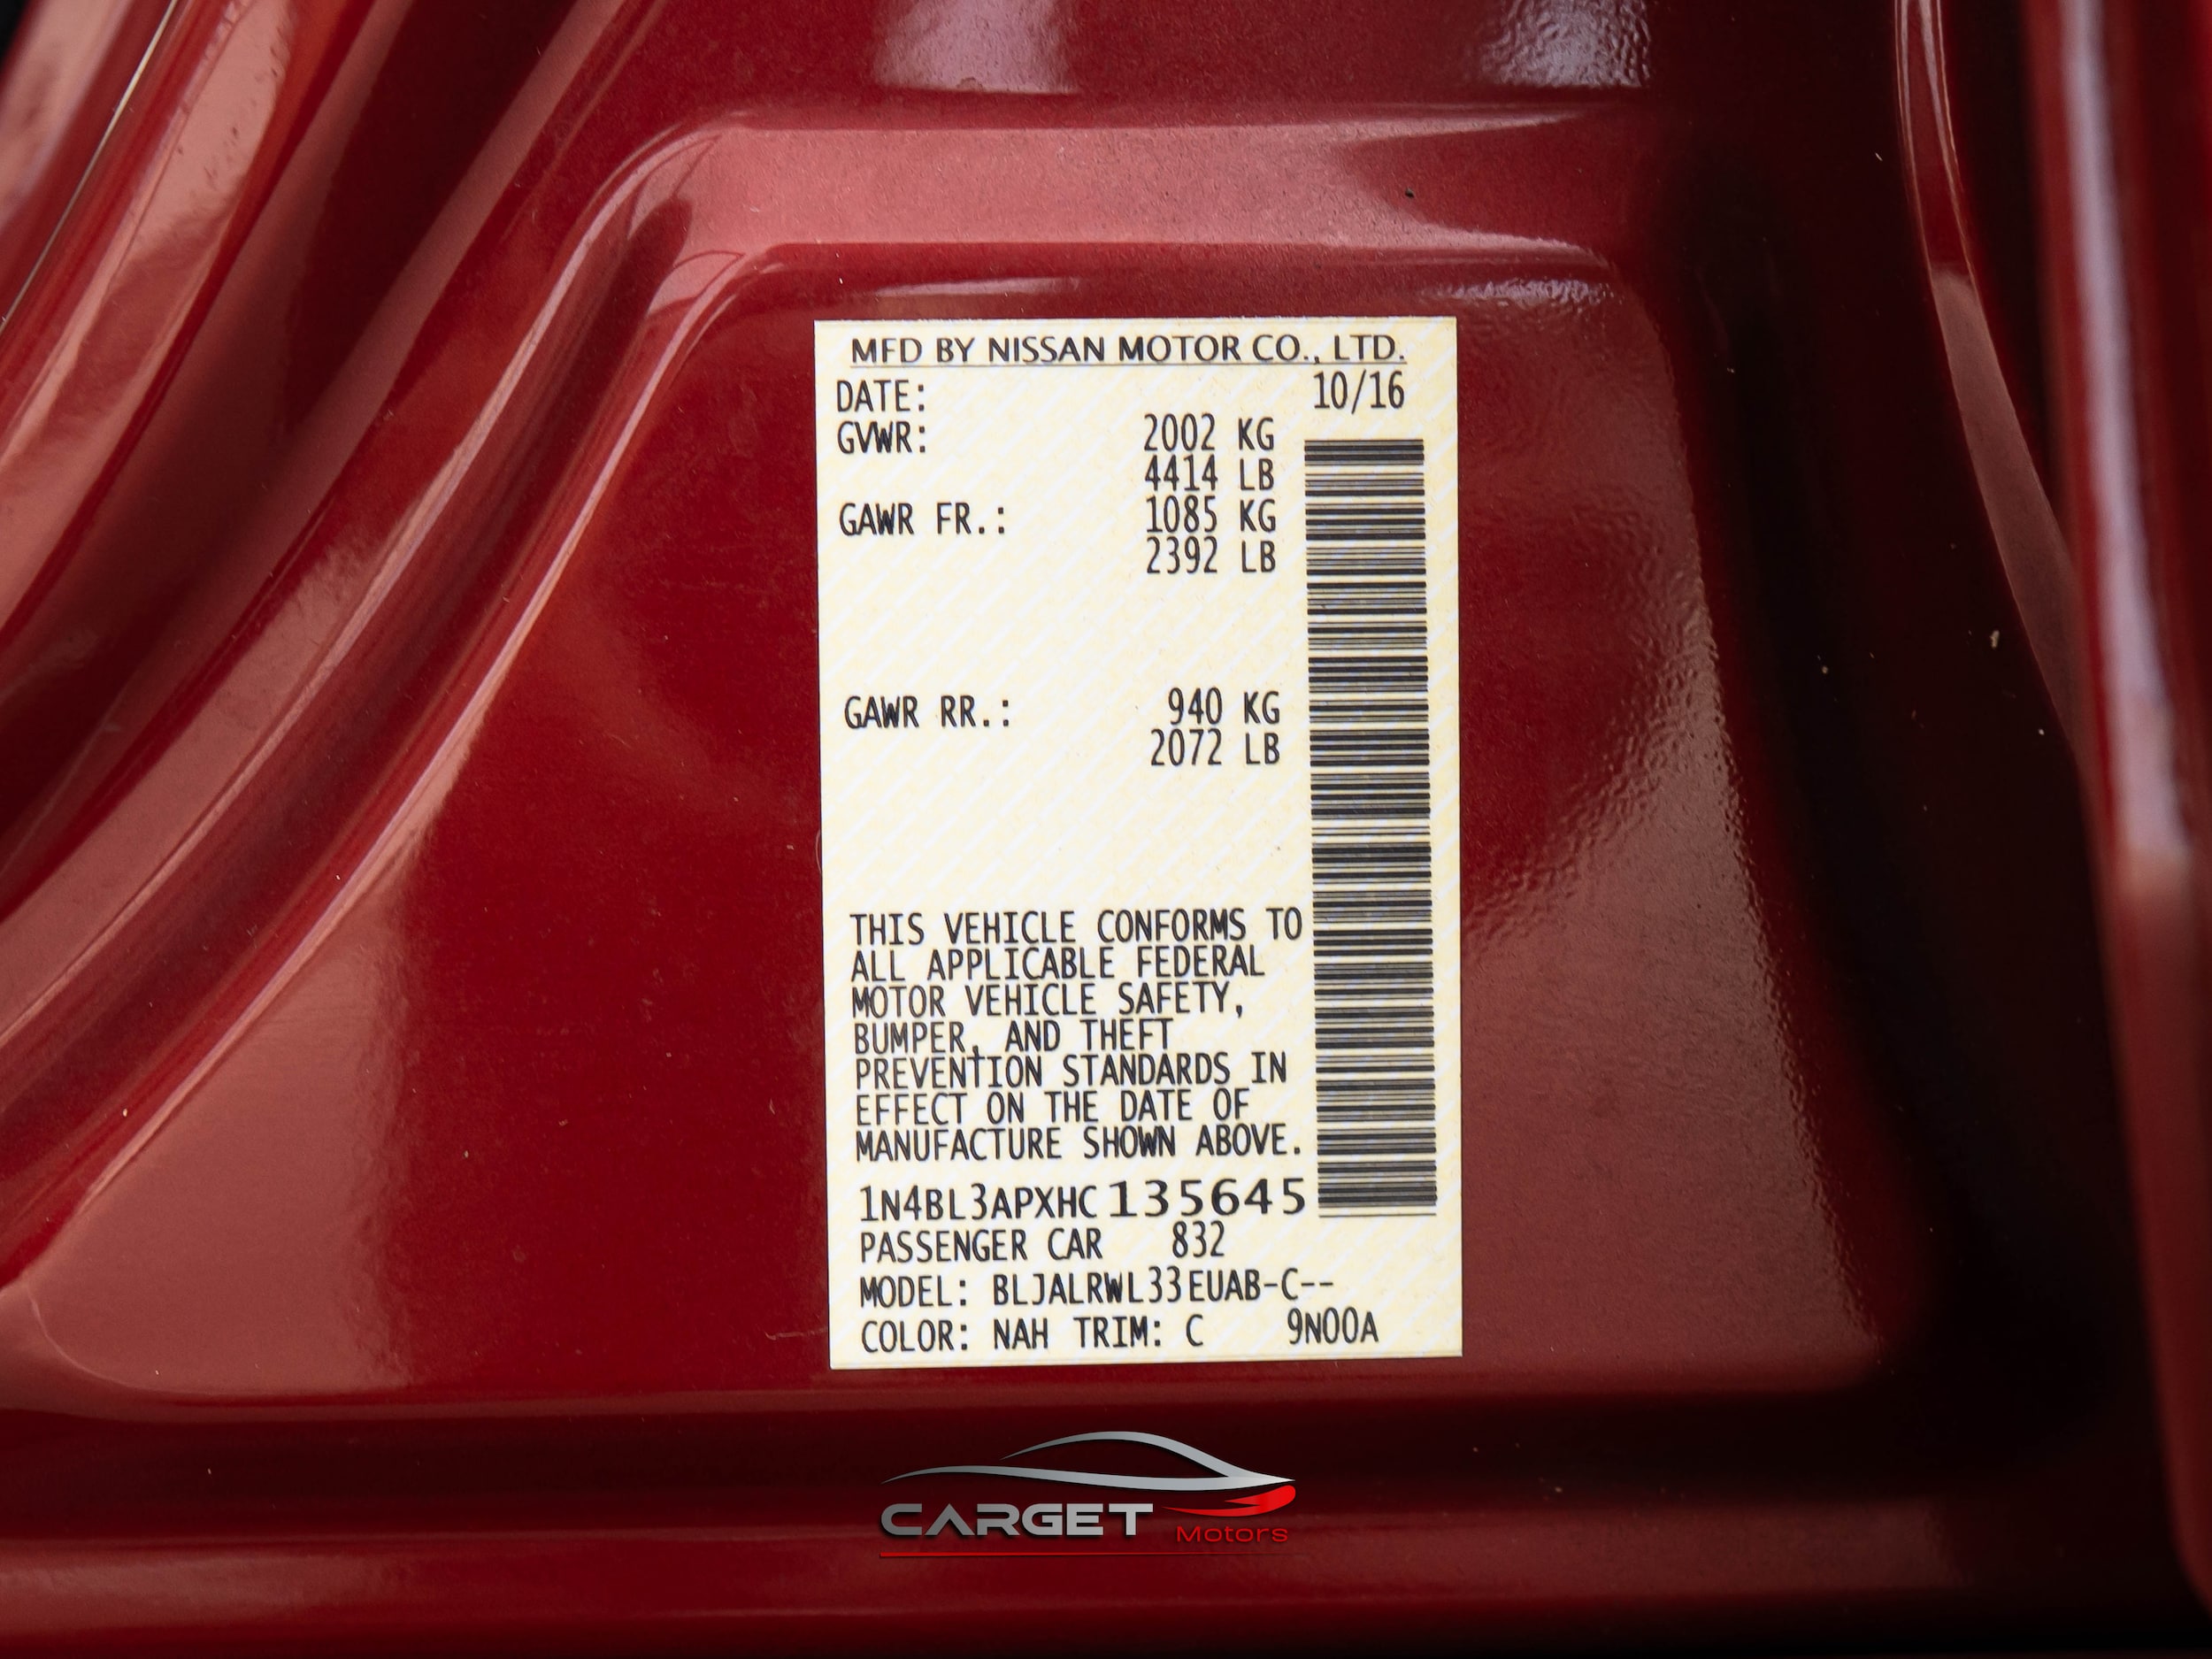 MFD BY NISSAN MOTOR CO., LTD.
DATE: 10/16
GVWR: 2002 KG
4414 LB
GAWR FR.: 1085 KG
2392 LB
GAWR RR.: 940 KG
2072 LB
THIS VEHICLE CONFORMS TO
ALL APPLICABLE FEDERAL
MOTOR VEHICLE SAFETY,
BUMPER, AND THEFT
PREVENTION STANDARDS IN
EFFECT ON THE DATE OF
MANUFACTURE SHOWN ABOVE.
1N4BL3APXHC135645
PASSENGER CAR 832
MODEL: BLJALRWL33EUAB-C--
COLOR: NAH TRIM: C 9N00A
CARGET Motors